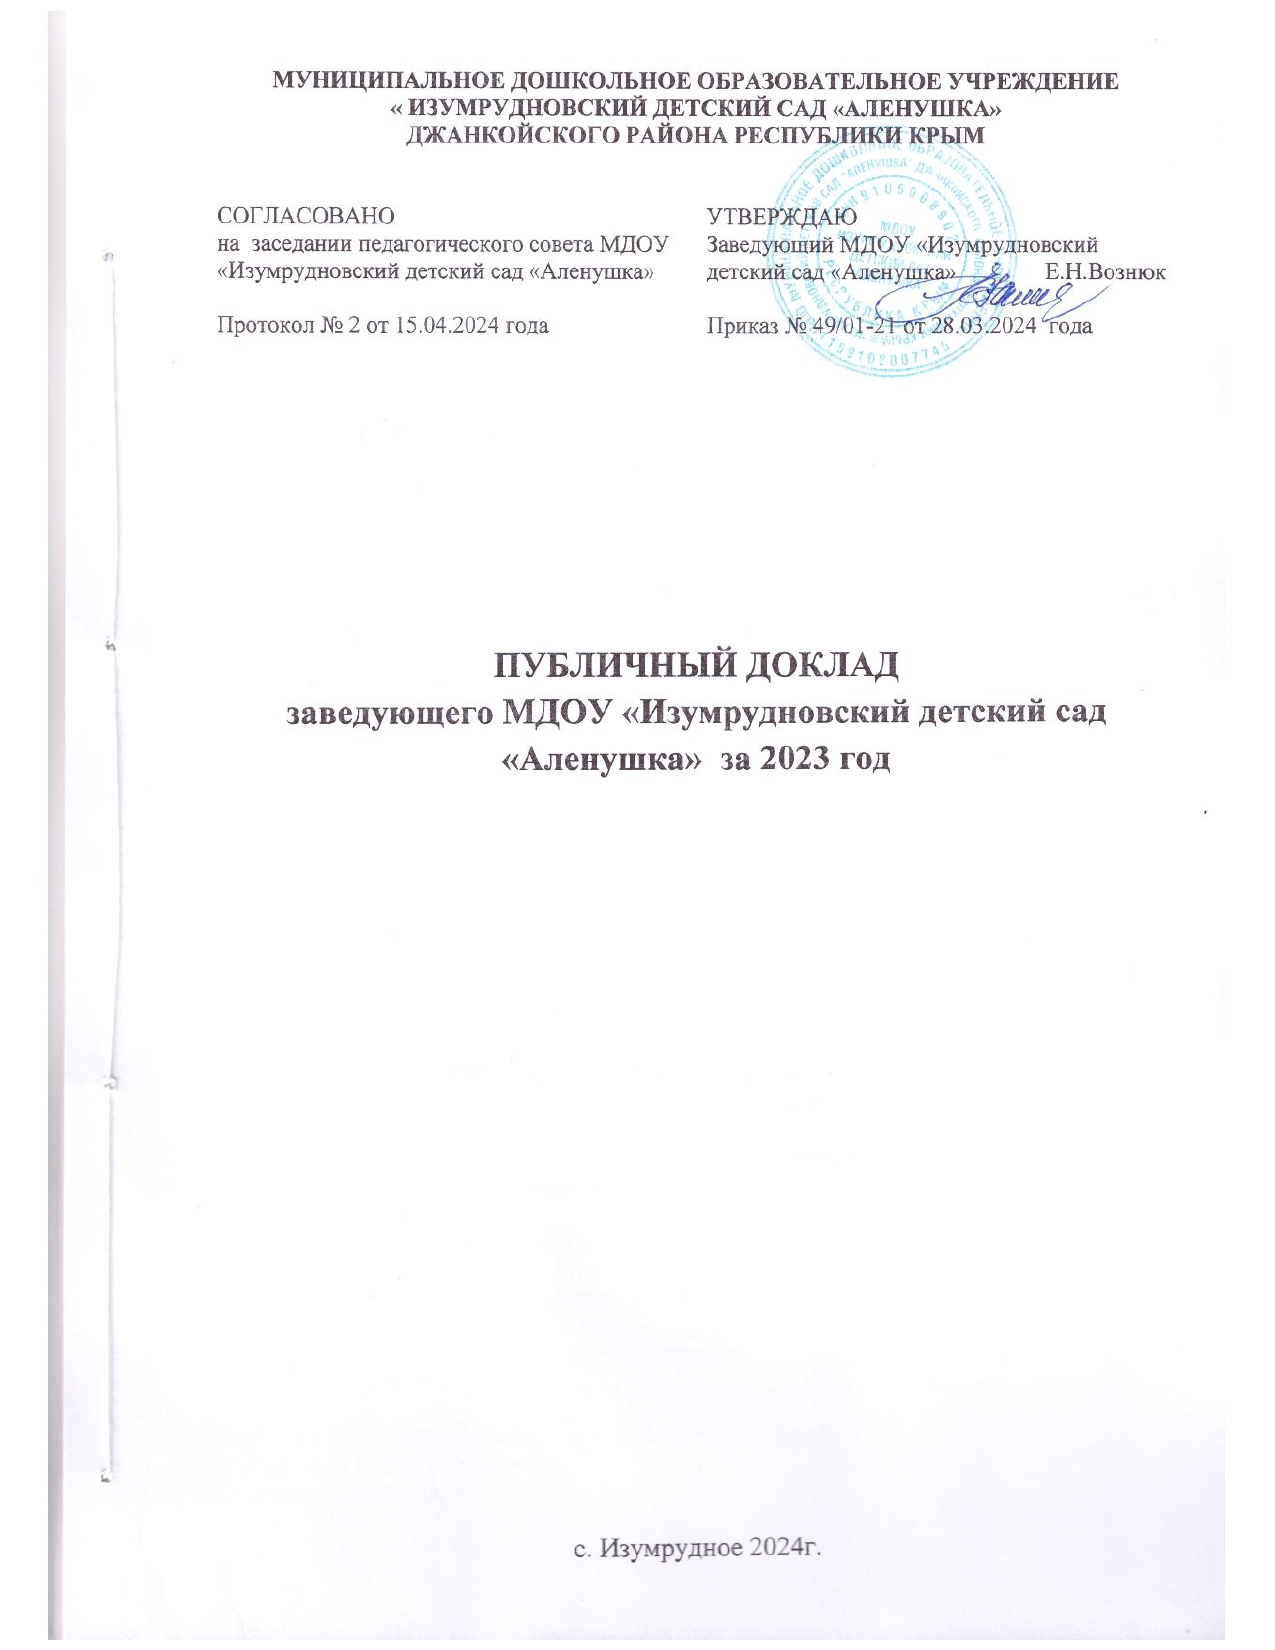 МУНИЦИПАЛЬНОЕ ДОШКОЛЬНОЕ ОБРАЗОВАТЕЛЬНОЕ УЧРЕЖДЕНИЕ
« ИЗУМРУДНОВСКИЙ ДЕТСКИЙ САД «АЛЕНУШКА»
ДЖАНКОЙСКОГО РАЙОНА РЕСПУБЛИКИ КРЫМ
СОГЛАСОВАНО
на заседании педагогического совета МДОУ
«Изумрудновский детский сад «Аленушка»
Протокол № 2 от 15.04.2024 года
УТВЕРЖДАЮ
Заведующий МДОУ «Изумрудновский
детский сад «Аленушка» Е.Н.Вознюк
Приказ № 49/01-21 от 28.03.2024 года
ПУБЛИЧНЫЙ ДОКЛАД
заведующего МДОУ «Изумрудновский детский сад
«Аленушка» за 2023 год
с. Изумрудное 2024г.